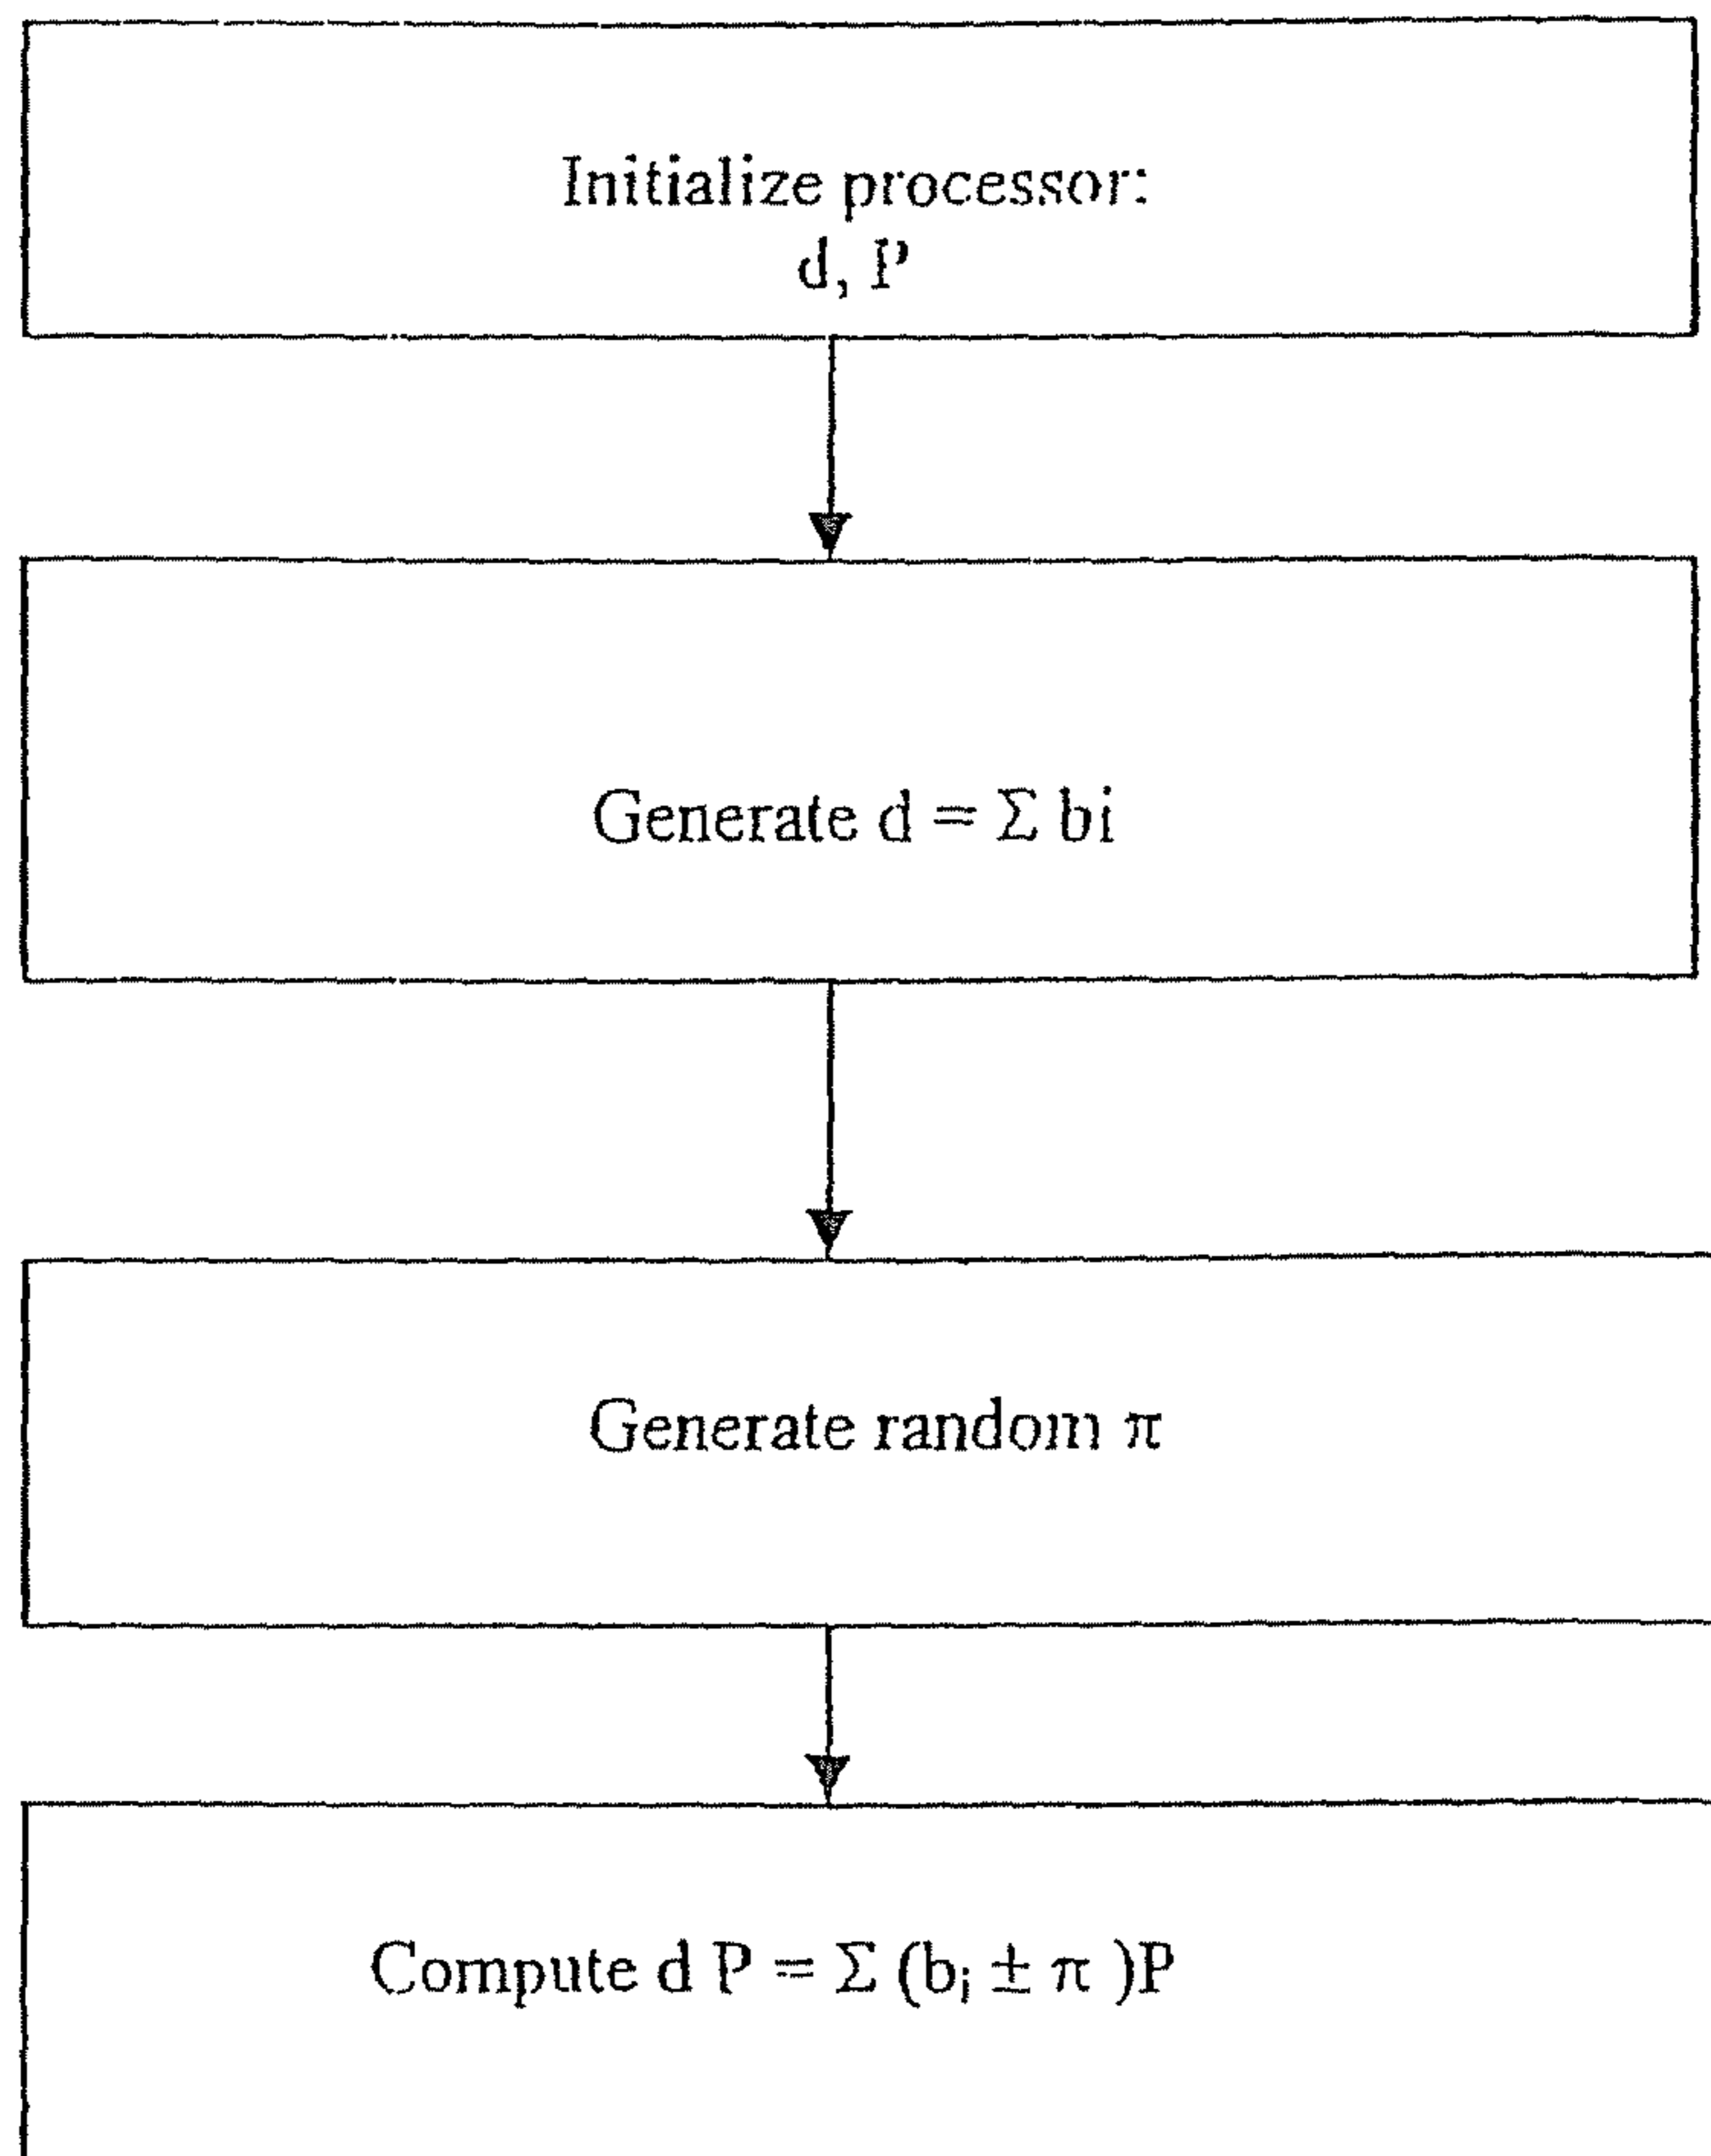 Initialize processor:
d, P
Generate d = Σ bi
Generate random π
Compute d P = Σ (bᵢ ± π )P